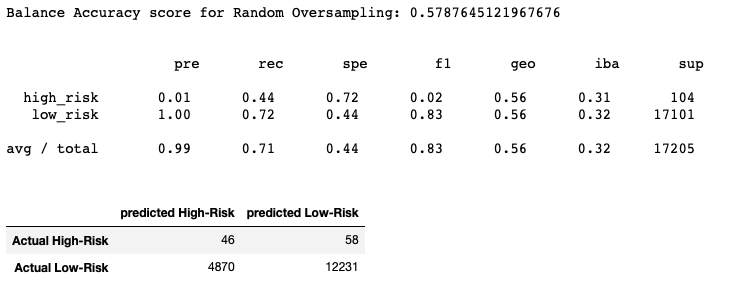 Balance Accuracy score for Random Oversampling: 0.5787645121967676
pre rec spe f1 geo iba sup
high_risk 0.01 0.44 0.72 0.02 0.56 0.31 104
low_risk 1.00 0.72 0.44 0.83 0.56 0.32 17101
avg / total 0.99 0.71 0.44 0.83 0.56 0.32 17205
predicted High-Risk predicted Low-Risk
Actual High-Risk 46 58
Actual Low-Risk 4870 12231